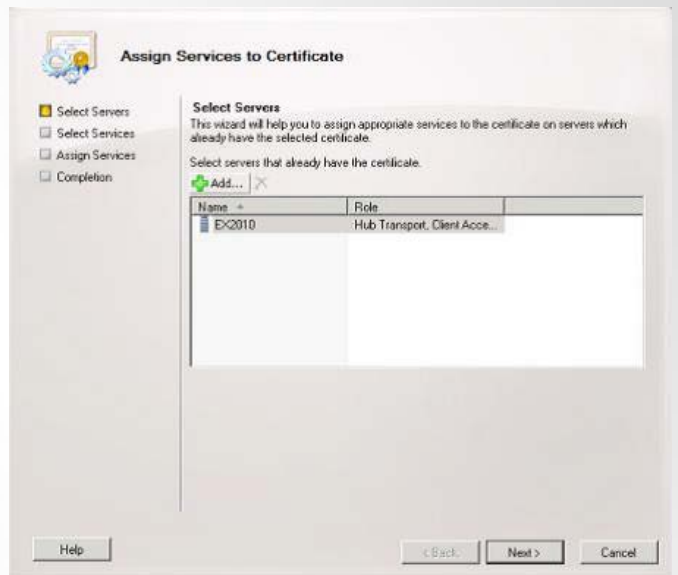 Assign Services to Certificate
Select Servers
Select Services
Assign Services
Completion
Select Servers
This wizard will help you to assign appropriate services to the certificate on servers which
already have the selected certificate.
Select servers that already have the certificate.
Add...
Name Role
EX2010 Hub Transport, Client Acce...
Help < Back Next > Cancel